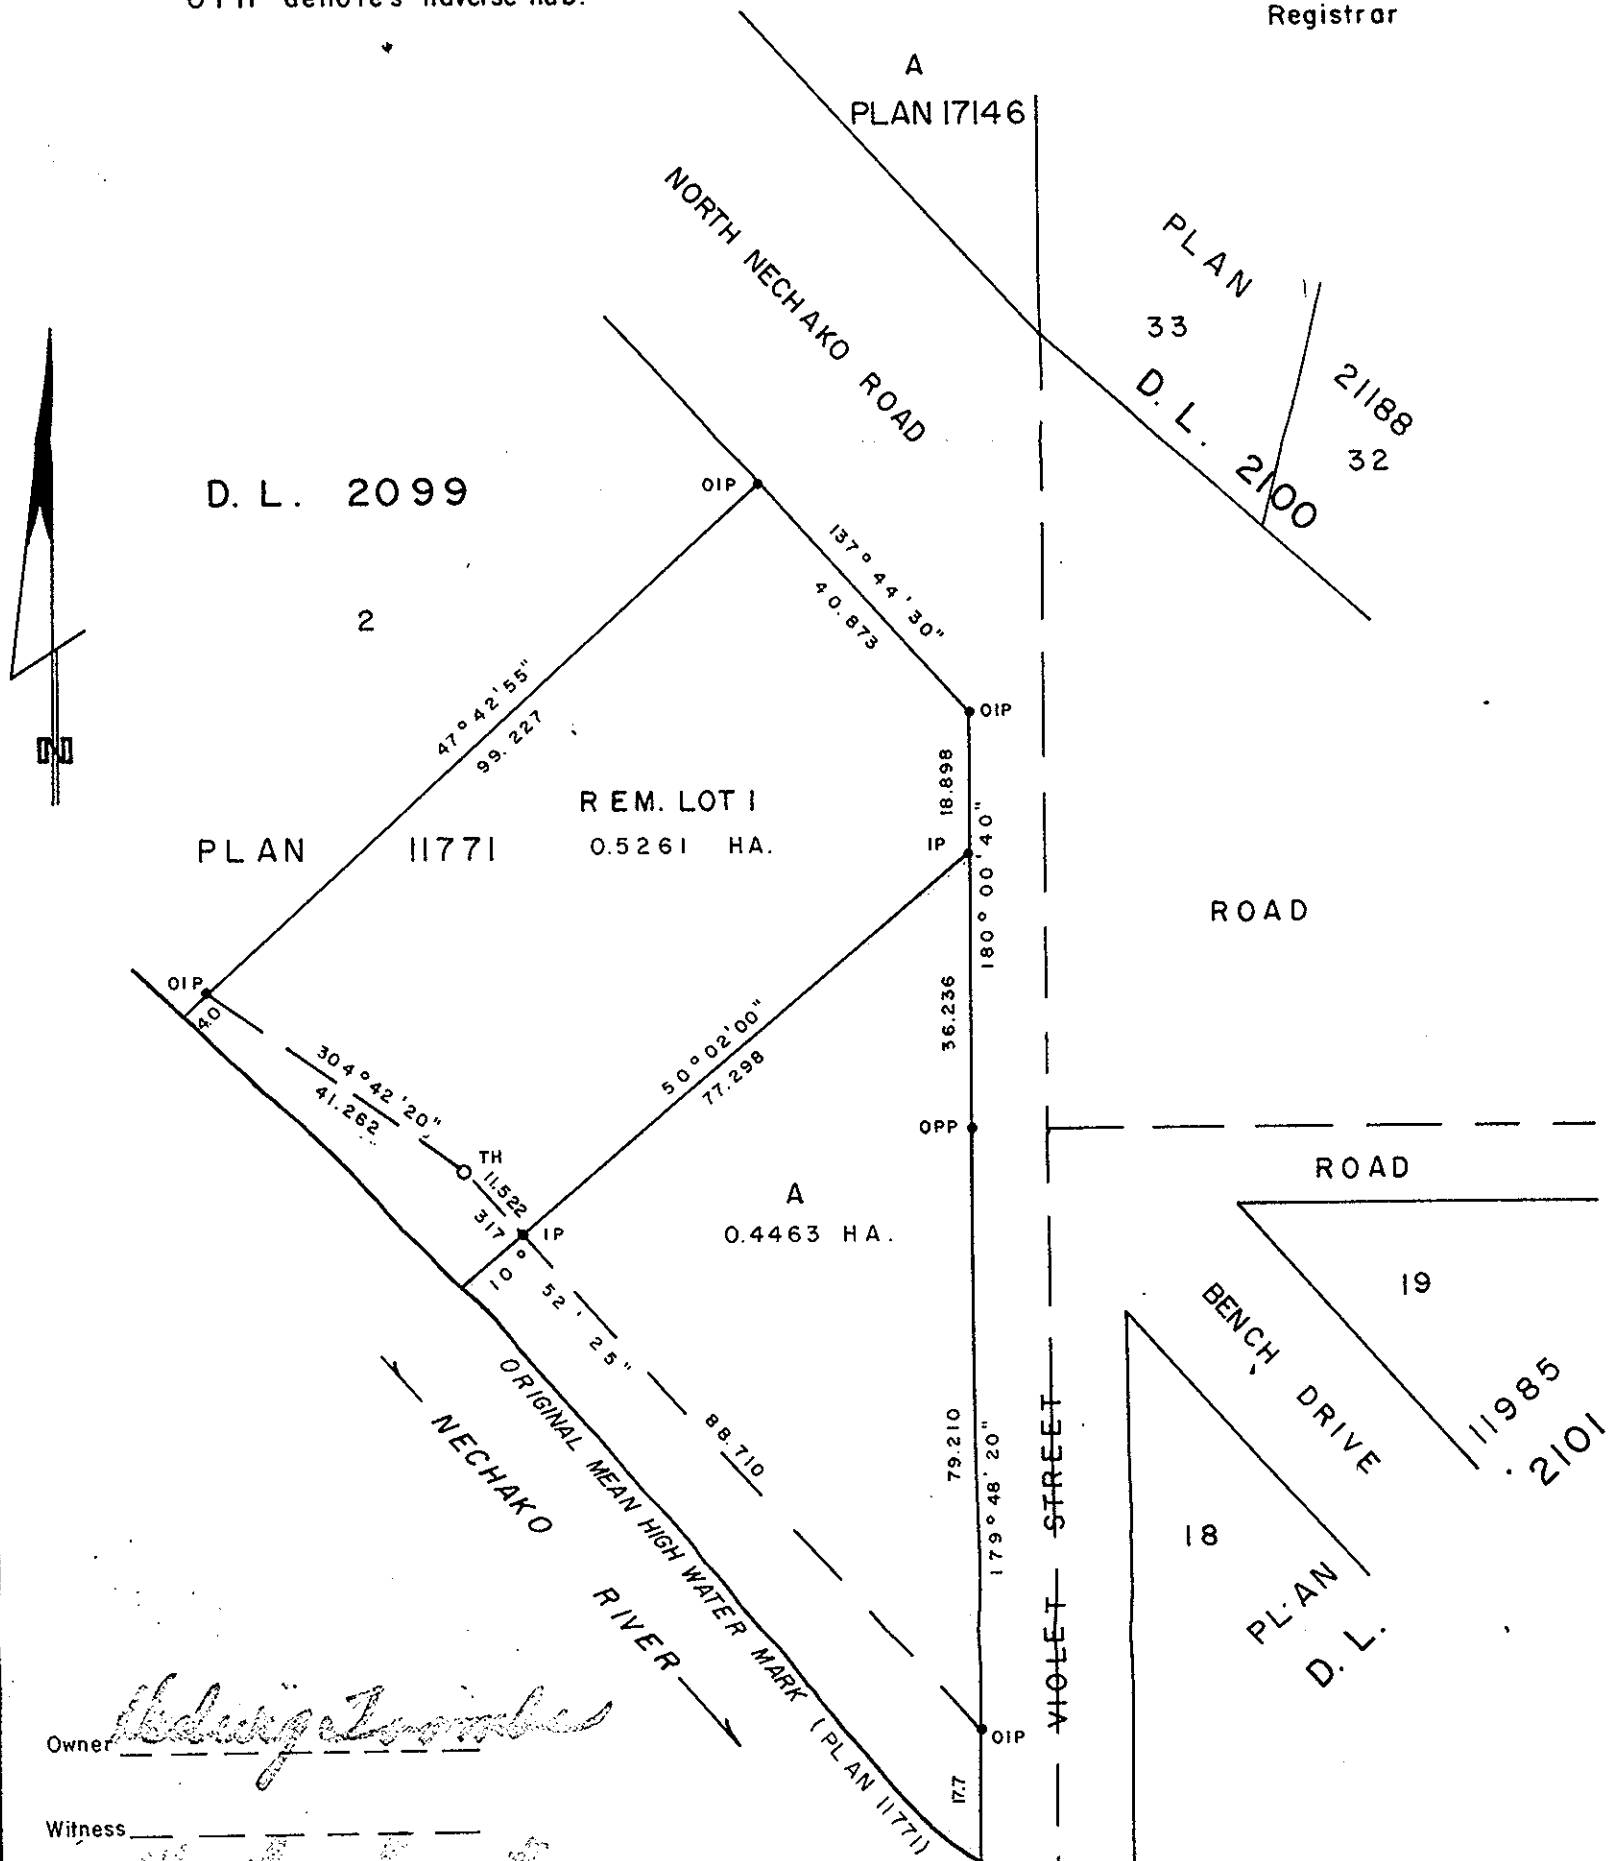 OTH denotes Traverse hub.
Registrar
A
PLAN 17146
NORTH NECHAKO ROAD
PLAN
33
21188
32
D. L. 2100
D. L. 2099
OIP
137° 44' 30"
40.873
2
47° 42' 55"
99.227
OIP
N
18.898
REM. LOT 1
0.5261 HA.
PLAN 11771
IP
180° 00' 40"
ROAD
OIP
4.0
36.236
304° 42' 20"
41.262
50° 02' 00"
77.298
OPP
TH
11.522
ROAD
A
0.4463 HA.
IP
10
317° 52' 25"
19
BENCH DRIVE
88.710
ORIGINAL MEAN HIGH WATER MARK (PLAN 11771)
NECHAKO RIVER
79.210
179° 48' 20"
VIOLET STREET
18
PLAN 11985
D. L. 2101
OIP
17.7
Owner
Witness